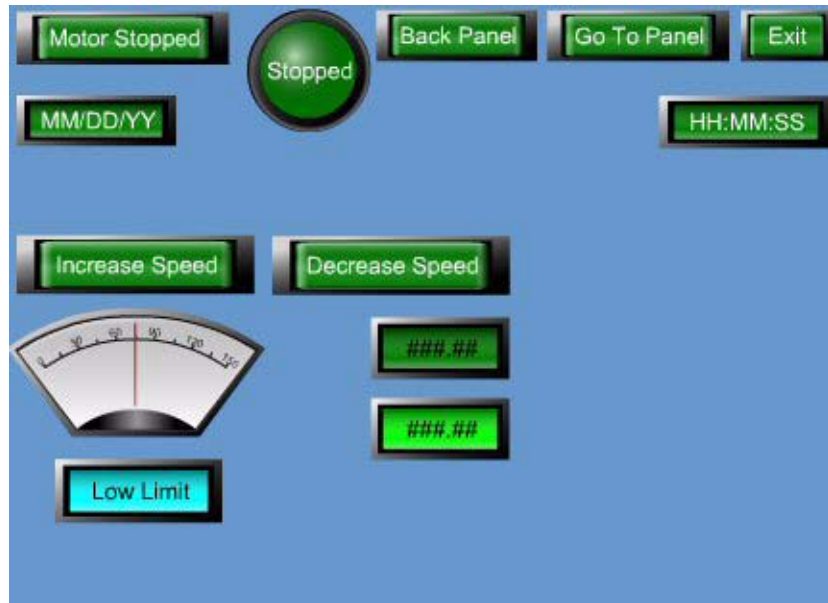 Motor Stopped
Stopped
Back Panel
Go To Panel
Exit
MM/DD/YY
HH:MM:SS
Increase Speed
Decrease Speed
0 30 60 90 120 150
###.##
###.##
Low Limit